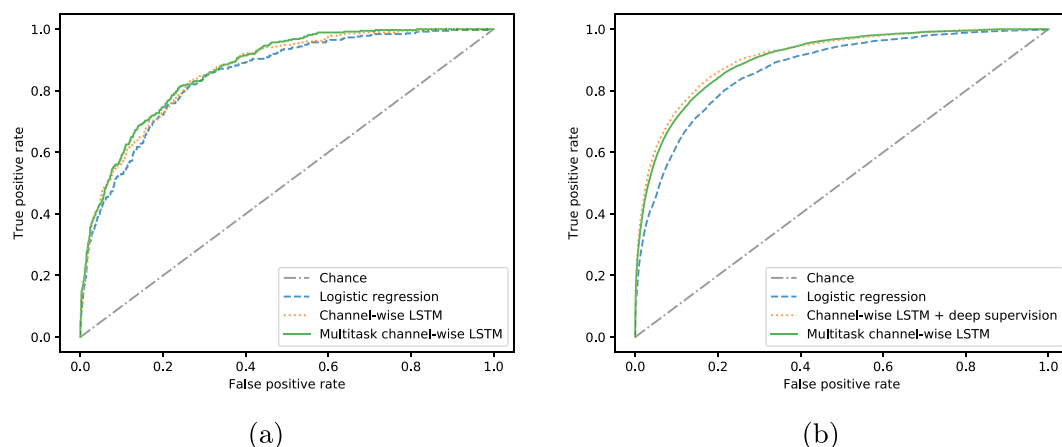 1.0
0.8
0.6
0.4
0.2
0.0
True positive rate
0.0 0.2 0.4 0.6 0.8 1.0
False positive rate
Chance
Logistic regression
Channel-wise LSTM
Multitask channel-wise LSTM
(a)
1.0
0.8
0.6
0.4
0.2
0.0
True positive rate
0.0 0.2 0.4 0.6 0.8 1.0
False positive rate
Chance
Logistic regression
Channel-wise LSTM + deep supervision
Multitask channel-wise LSTM
(b)